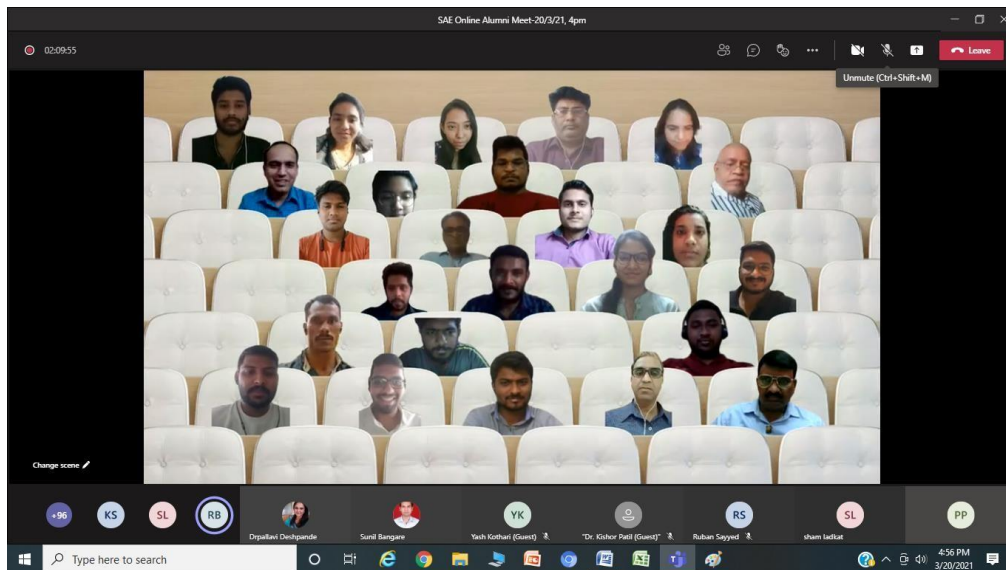 SAE Online Alumni Meet-20/3/21, 4pm
02:09:55
Leave
Unmute (Ctrl+Shift+M)
Change scene
+96 KS SL RB YK RS SL PP
Drpallavi Deshpande Sunil Bangare Yash Kothari (Guest) "Dr. Kishor Patil (Guest)" Ruban Sayyed sham ladkat
Type here to search
4:56 PM
3/20/2021